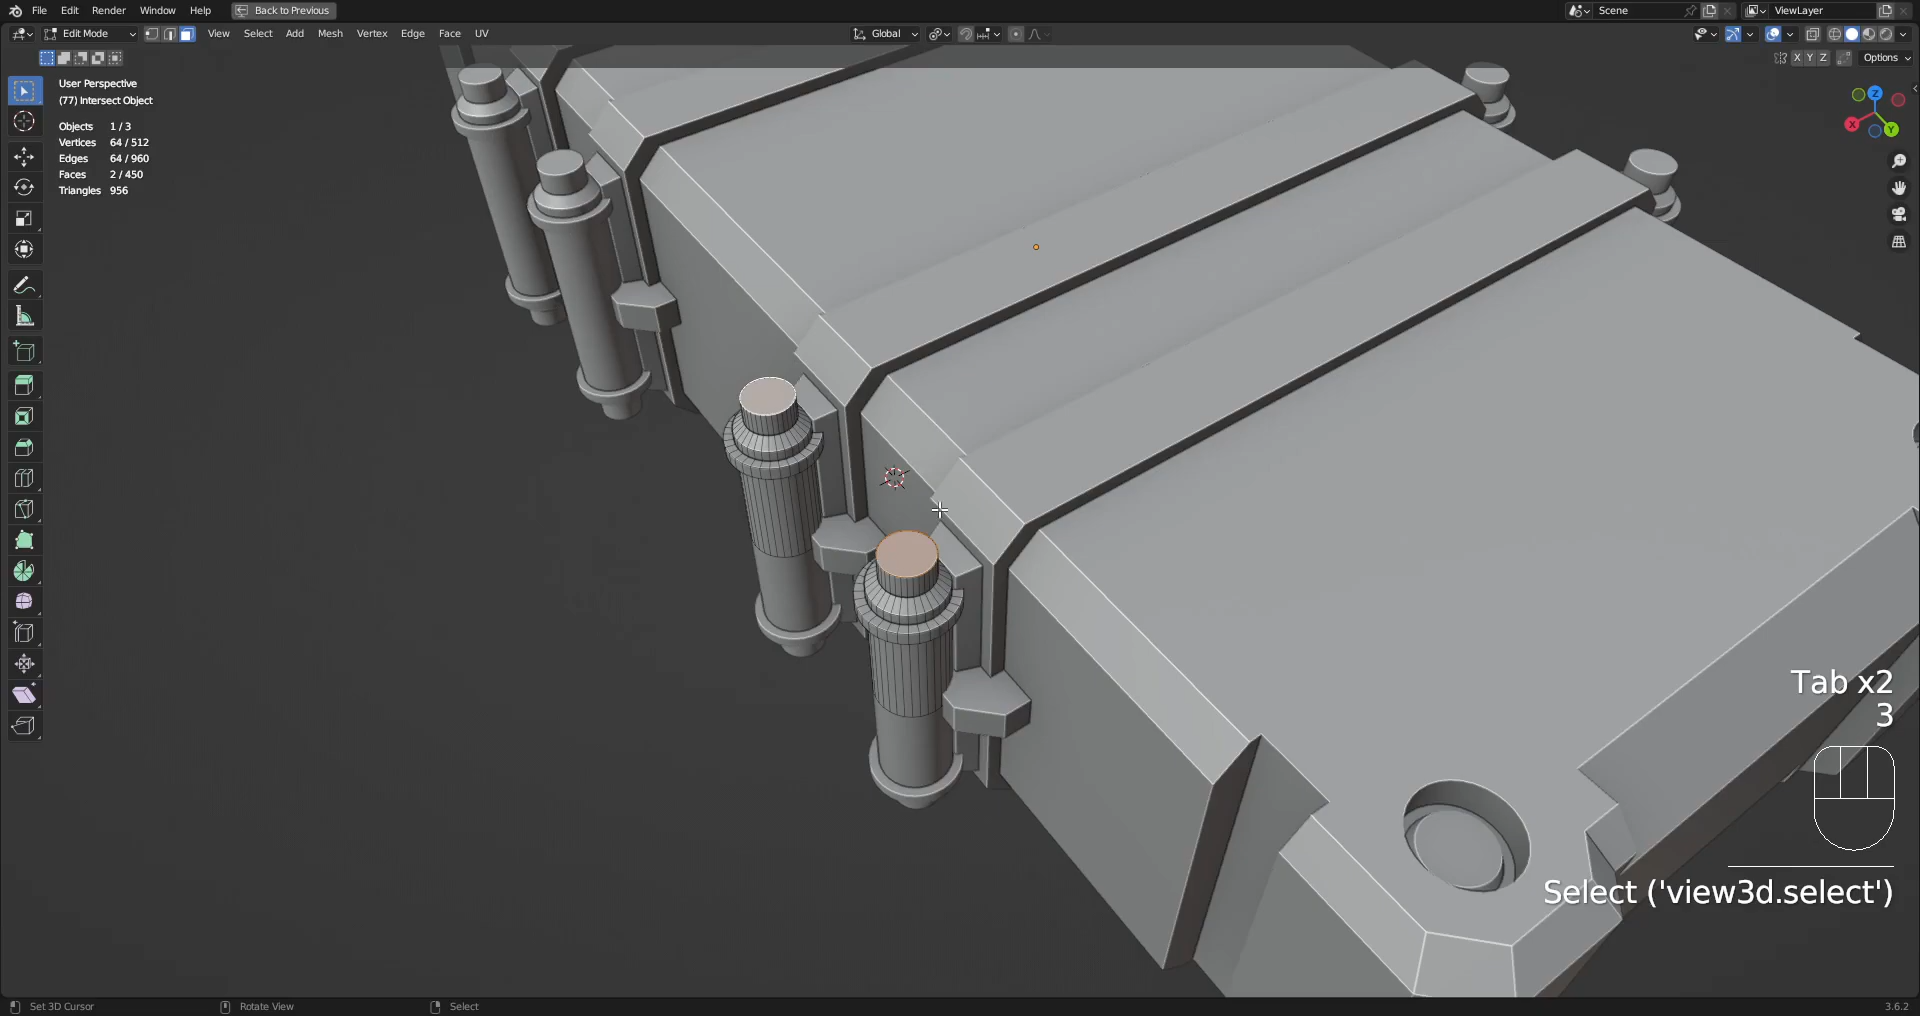 File Edit Render Window Help Back to Previous Scene ViewLayer
Edit Mode View Select Add Mesh Vertex Edge Face UV Global
X Y Z Options
User Perspective
(77) Intersect Object
Objects 1 / 3
Vertices 64 / 512
Edges 64 / 960
Faces 2 / 450
Triangles 956
Z
X
Y
Tab x2
3
Select ('view3d.select')
Set 3D Cursor Rotate View Select 3.6.2